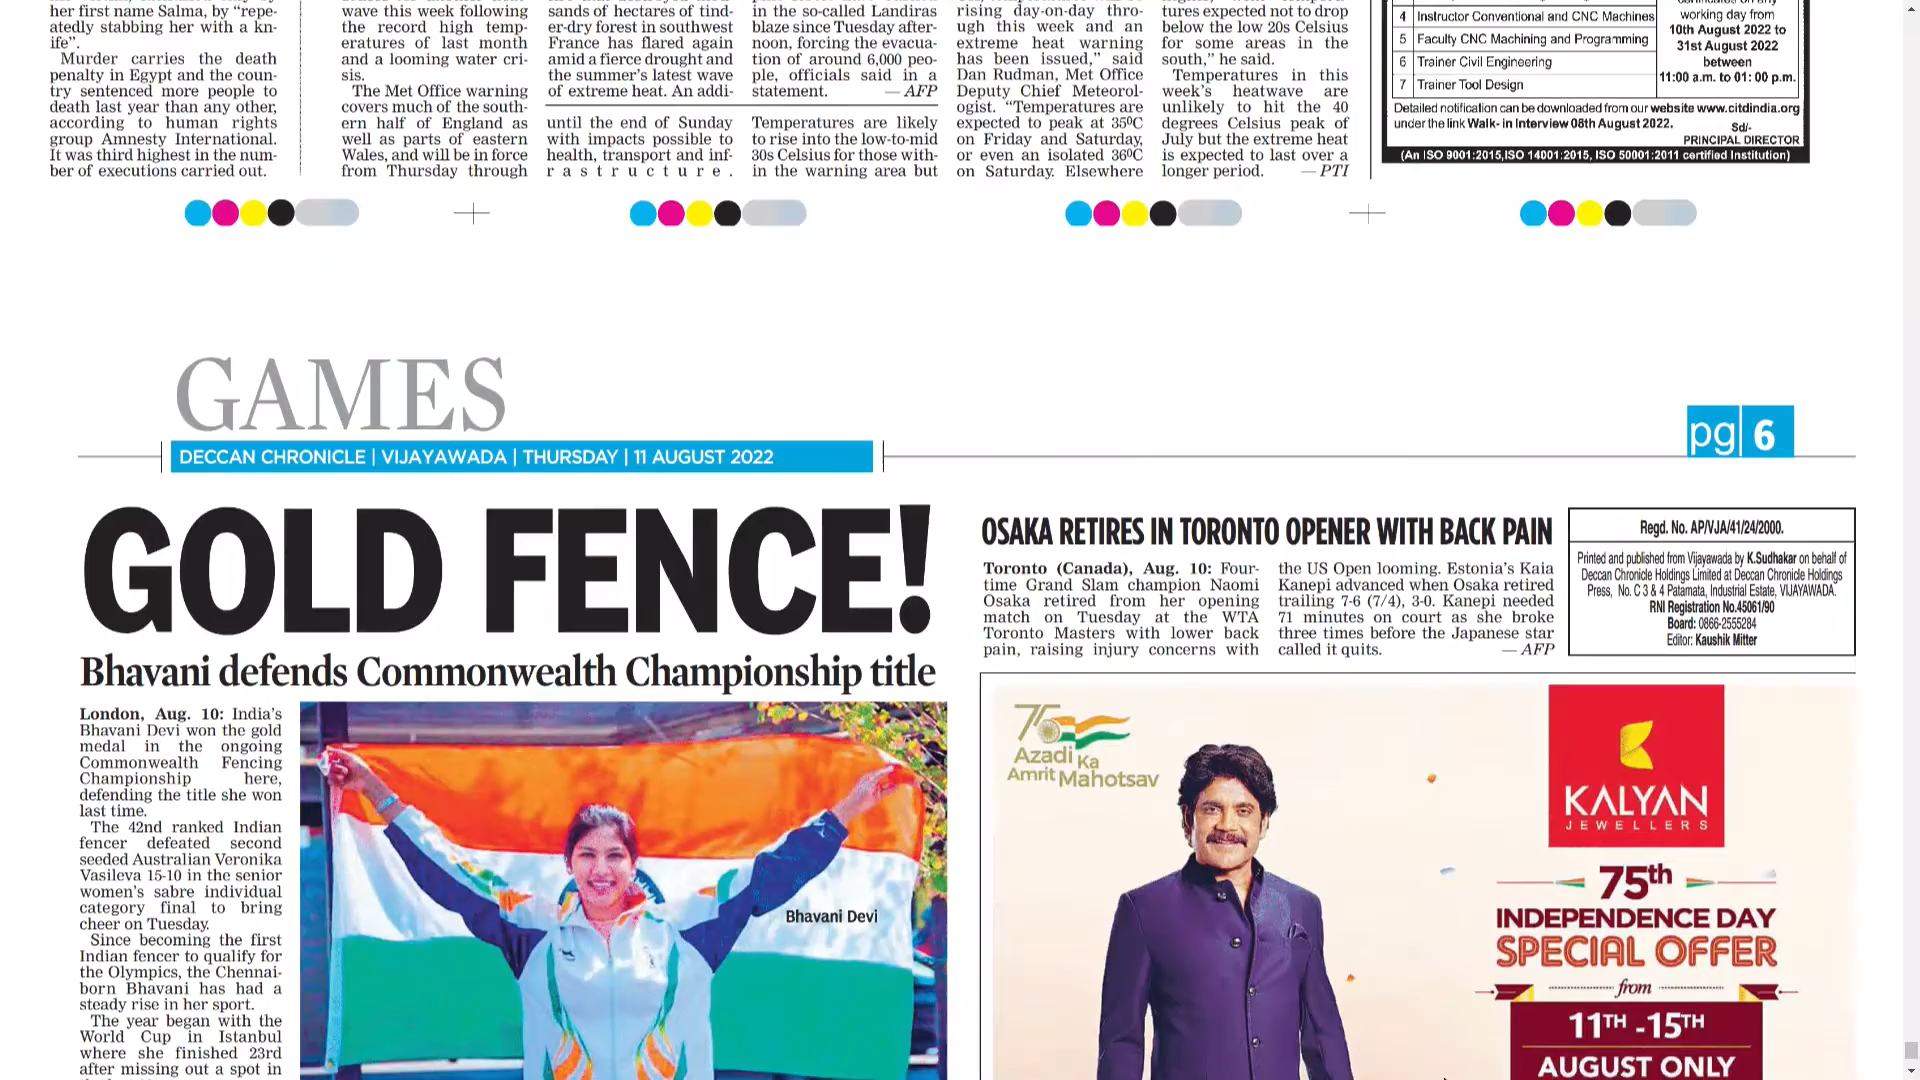 her first name Salma, by “repe-
atedly stabbing her with a kn-
ife”.
Murder carries the death
penalty in Egypt and the coun-
try sentenced more people to
death last year than any other,
according to human rights
group Amnesty International.
It was third highest in the num-
ber of executions carried out.
wave this week following
the record high temp-
eratures of last month
and a looming water cri-
sis.
The Met Office warning
covers much of the south-
ern half of England as
well as parts of eastern
Wales, and will be in force
from Thursday through
sands of hectares of tind-
er-dry forest in southwest
France has flared again
amid a fierce drought and
the summer’s latest wave
of extreme heat. An addi-
in the so-called Landiras
blaze since Tuesday after-
noon, forcing the evacua-
tion of around 6,000 peo-
ple, officials said in a
statement. — AFP
until the end of Sunday
with impacts possible to
health, transport and inf-
rastructure.
Temperatures are likely
to rise into the low-to-mid
30s Celsius for those with-
in the warning area but
rising day-on-day thro-
ugh this week and an
extreme heat warning
has been issued,” said
Dan Rudman, Met Office
Deputy Chief Meteorol-
ogist. “Temperatures are
expected to peak at 35ºC
on Friday and Saturday,
or even an isolated 36ºC
on Saturday. Elsewhere
tures expected not to drop
below the low 20s Celsius
for some areas in the
south,” he said.
Temperatures in this
week’s heatwave are
unlikely to hit the 40
degrees Celsius peak of
July but the extreme heat
is expected to last over a
longer period. — PTI
4 Instructor Conventional and CNC Machines
5 Faculty CNC Machining and Programming
6 Trainer Civil Engineering
7 Trainer Tool Design
working day from
10th August 2022 to
31st August 2022
between
11:00 a.m. to 01: 00 p.m.
Detailed notification can be downloaded from our website www.citdindia.org
under the link Walk- in Interview 08th August 2022.
Sd/-
PRINCIPAL DIRECTOR
(An ISO 9001:2015,ISO 14001:2015, ISO 50001:2011 certified Institution)
GAMES
DECCAN CHRONICLE | VIJAYAWADA | THURSDAY | 11 AUGUST 2022
pg 6
GOLD FENCE!
Bhavani defends Commonwealth Championship title
London, Aug. 10: India’s
Bhavani Devi won the gold
medal in the ongoing
Commonwealth Fencing
Championship here,
defending the title she won
last time.
The 42nd ranked Indian
fencer defeated second
seeded Australian Veronika
Vasileva 15-10 in the senior
women’s sabre individual
category final to bring
cheer on Tuesday.
Since becoming the first
Indian fencer to qualify for
the Olympics, the Chennai-
born Bhavani has had a
steady rise in her sport.
The year began with the
World Cup in Istanbul
where she finished 23rd
after missing out a spot in
Bhavani Devi
OSAKA RETIRES IN TORONTO OPENER WITH BACK PAIN
Toronto (Canada), Aug. 10: Four-
time Grand Slam champion Naomi
Osaka retired from her opening
match on Tuesday at the WTA
Toronto Masters with lower back
pain, raising injury concerns with
the US Open looming. Estonia’s Kaia
Kanepi advanced when Osaka retired
trailing 7-6 (7/4), 3-0. Kanepi needed
71 minutes on court as she broke
three times before the Japanese star
called it quits. — AFP
Regd. No. AP/VJA/41/24/2000.
Printed and published from Vijayawada by K.Sudhakar on behalf of
Deccan Chronicle Holdings Limited at Deccan Chronicle Holdings
Press, No. C 3 & 4 Patamata, Industrial Estate, VIJAYAWADA.
RNI Registration No.45061/90
Board: 0866-2555284
Editor: Kaushik Mitter
75
Azadi Ka
Amrit Mahotsav
KALYAN
JEWELLERS
75th
INDEPENDENCE DAY
SPECIAL OFFER
from
11TH -15TH
AUGUST ONLY